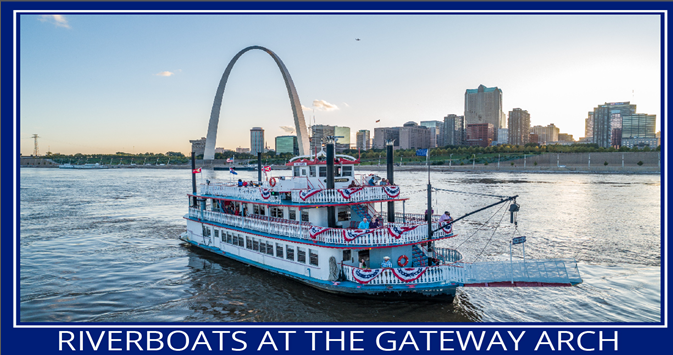 RIVERBOATS AT THE GATEWAY ARCH